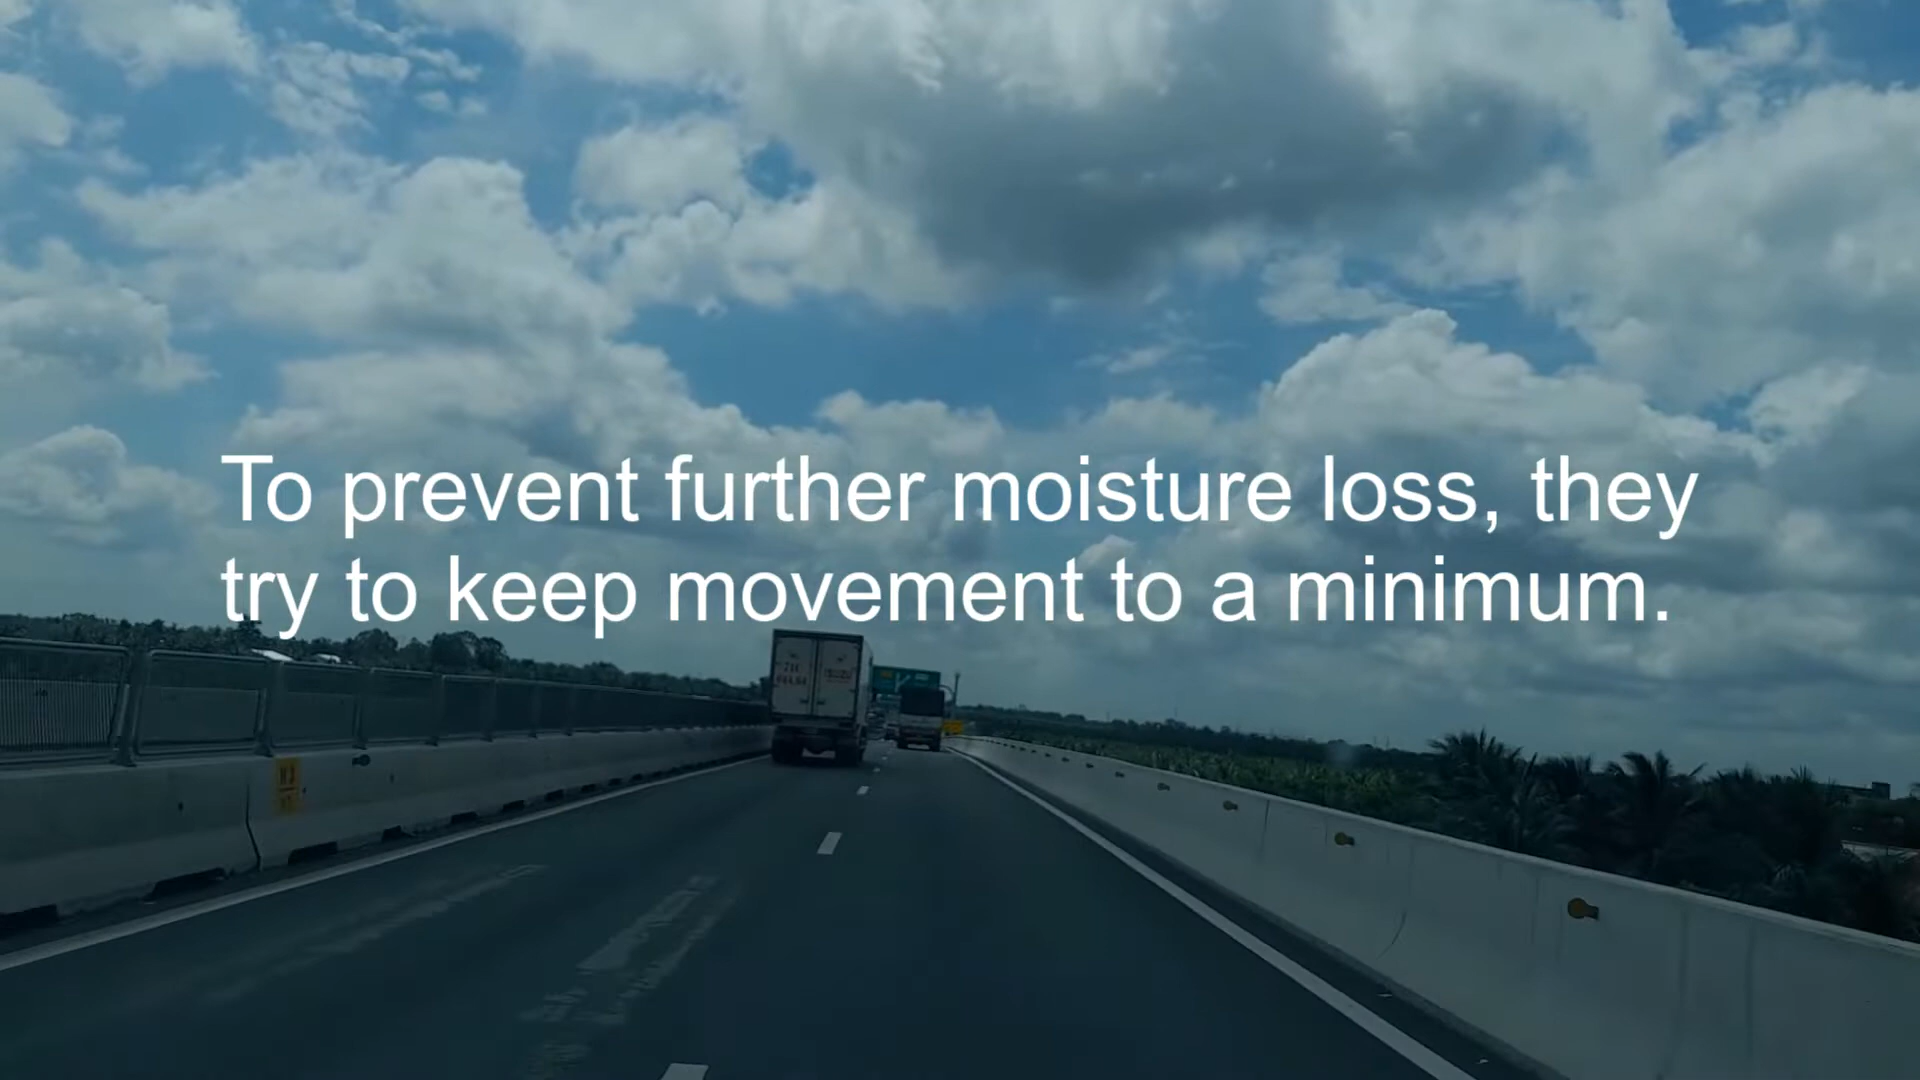 To prevent further moisture loss, they
try to keep movement to a minimum.